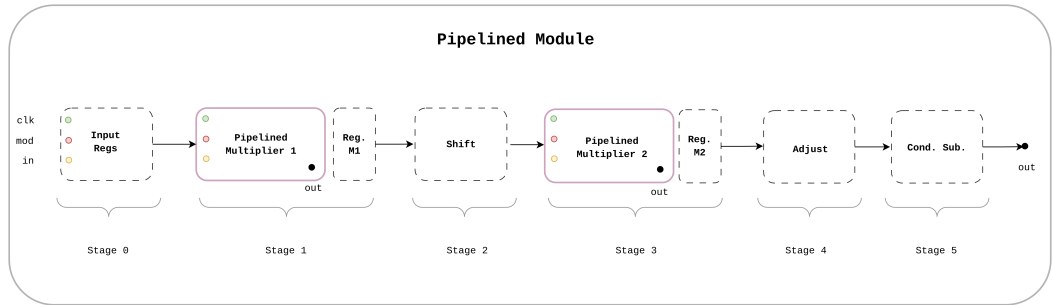 Pipelined Module
clk
mod
in
Input
Regs
Pipelined
Multiplier 1
out
Reg.
M1
Shift
Pipelined
Multiplier 2
out
Reg.
M2
Adjust
Cond. Sub.
out
Stage 0
Stage 1
Stage 2
Stage 3
Stage 4
Stage 5